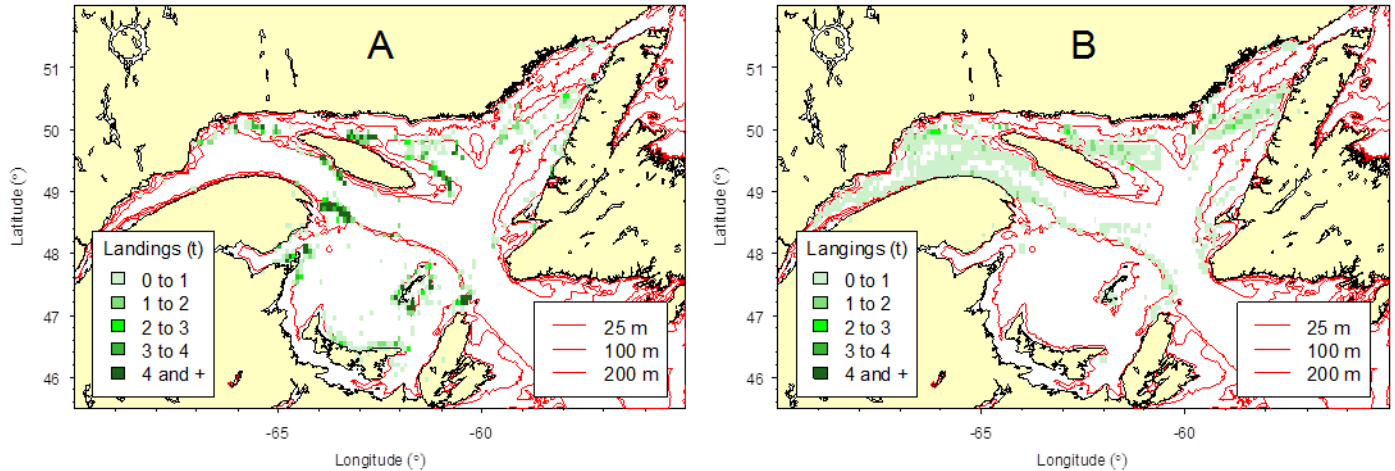 A
51
50
49
48
47
46
Latitude (°)
Landings (t)
0 to 1
1 to 2
2 to 3
3 to 4
4 and +
25 m
100 m
200 m
-65
-60
Longitude (°)
B
51
50
49
48
47
46
Latitude (°)
Langings (t)
0 to 1
1 to 2
2 to 3
3 to 4
4 and +
25 m
100 m
200 m
-65
-60
Longitude (°)